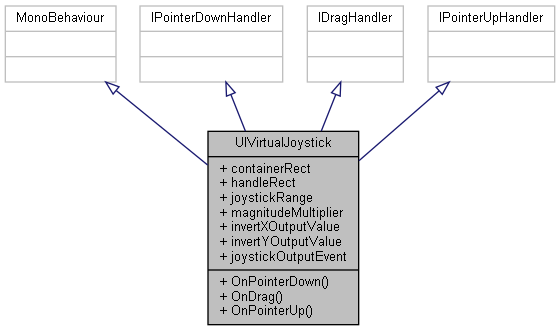 MonoBehaviour
IPointerDownHandler
IDragHandler
IPointerUpHandler
UIVirtualJoystick
+ containerRect
+ handleRect
+ joystickRange
+ magnitudeMultiplier
+ invertXOutputValue
+ invertYOutputValue
+ joystickOutputEvent
+ OnPointerDown()
+ OnDrag()
+ OnPointerUp()